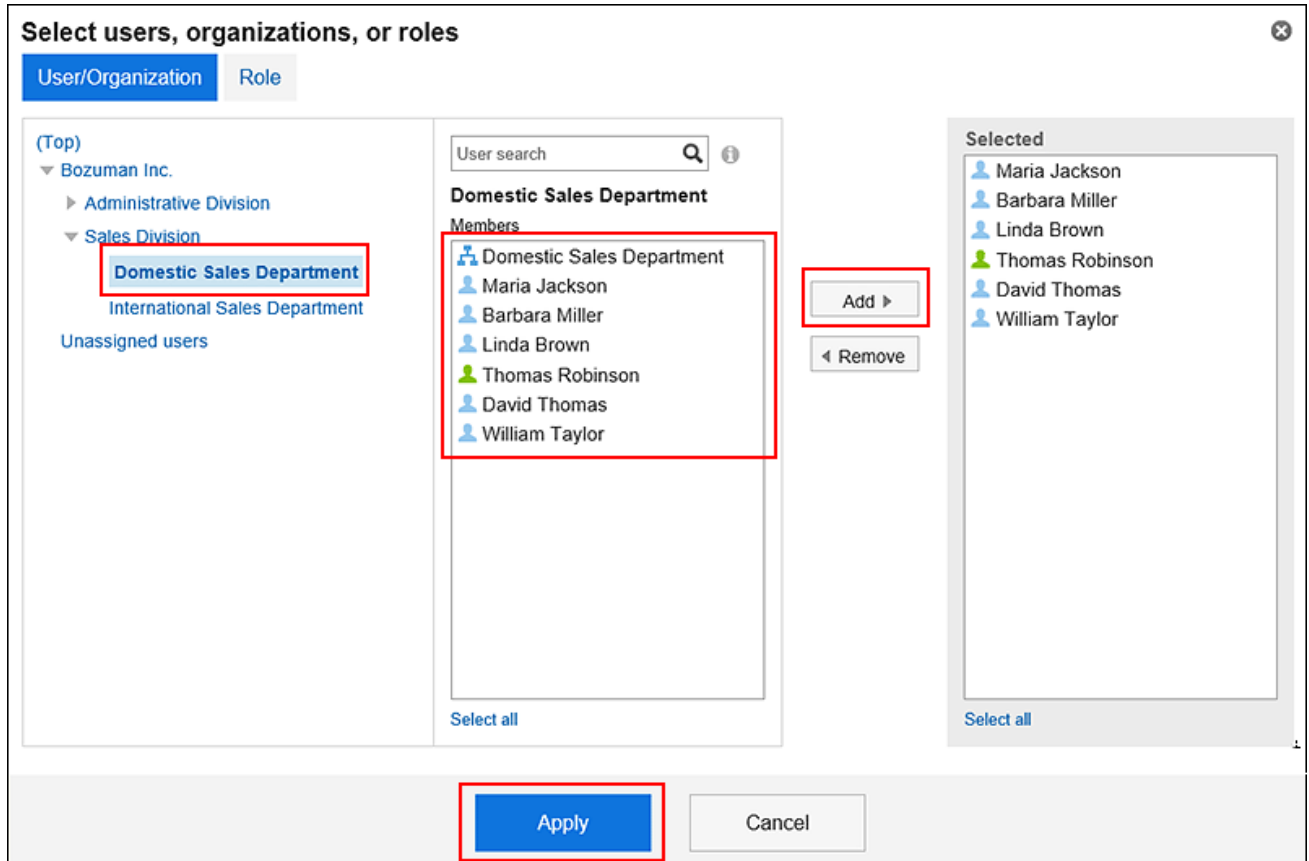 Select users, organizations, or roles
User/Organization
Role
(Top)
Bozuman Inc.
Administrative Division
Sales Division
Domestic Sales Department
International Sales Department
Unassigned users
User search
Domestic Sales Department
Members
Domestic Sales Department
Maria Jackson
Barbara Miller
Linda Brown
Thomas Robinson
David Thomas
William Taylor
Select all
Add
Remove
Selected
Maria Jackson
Barbara Miller
Linda Brown
Thomas Robinson
David Thomas
William Taylor
Select all
Apply
Cancel